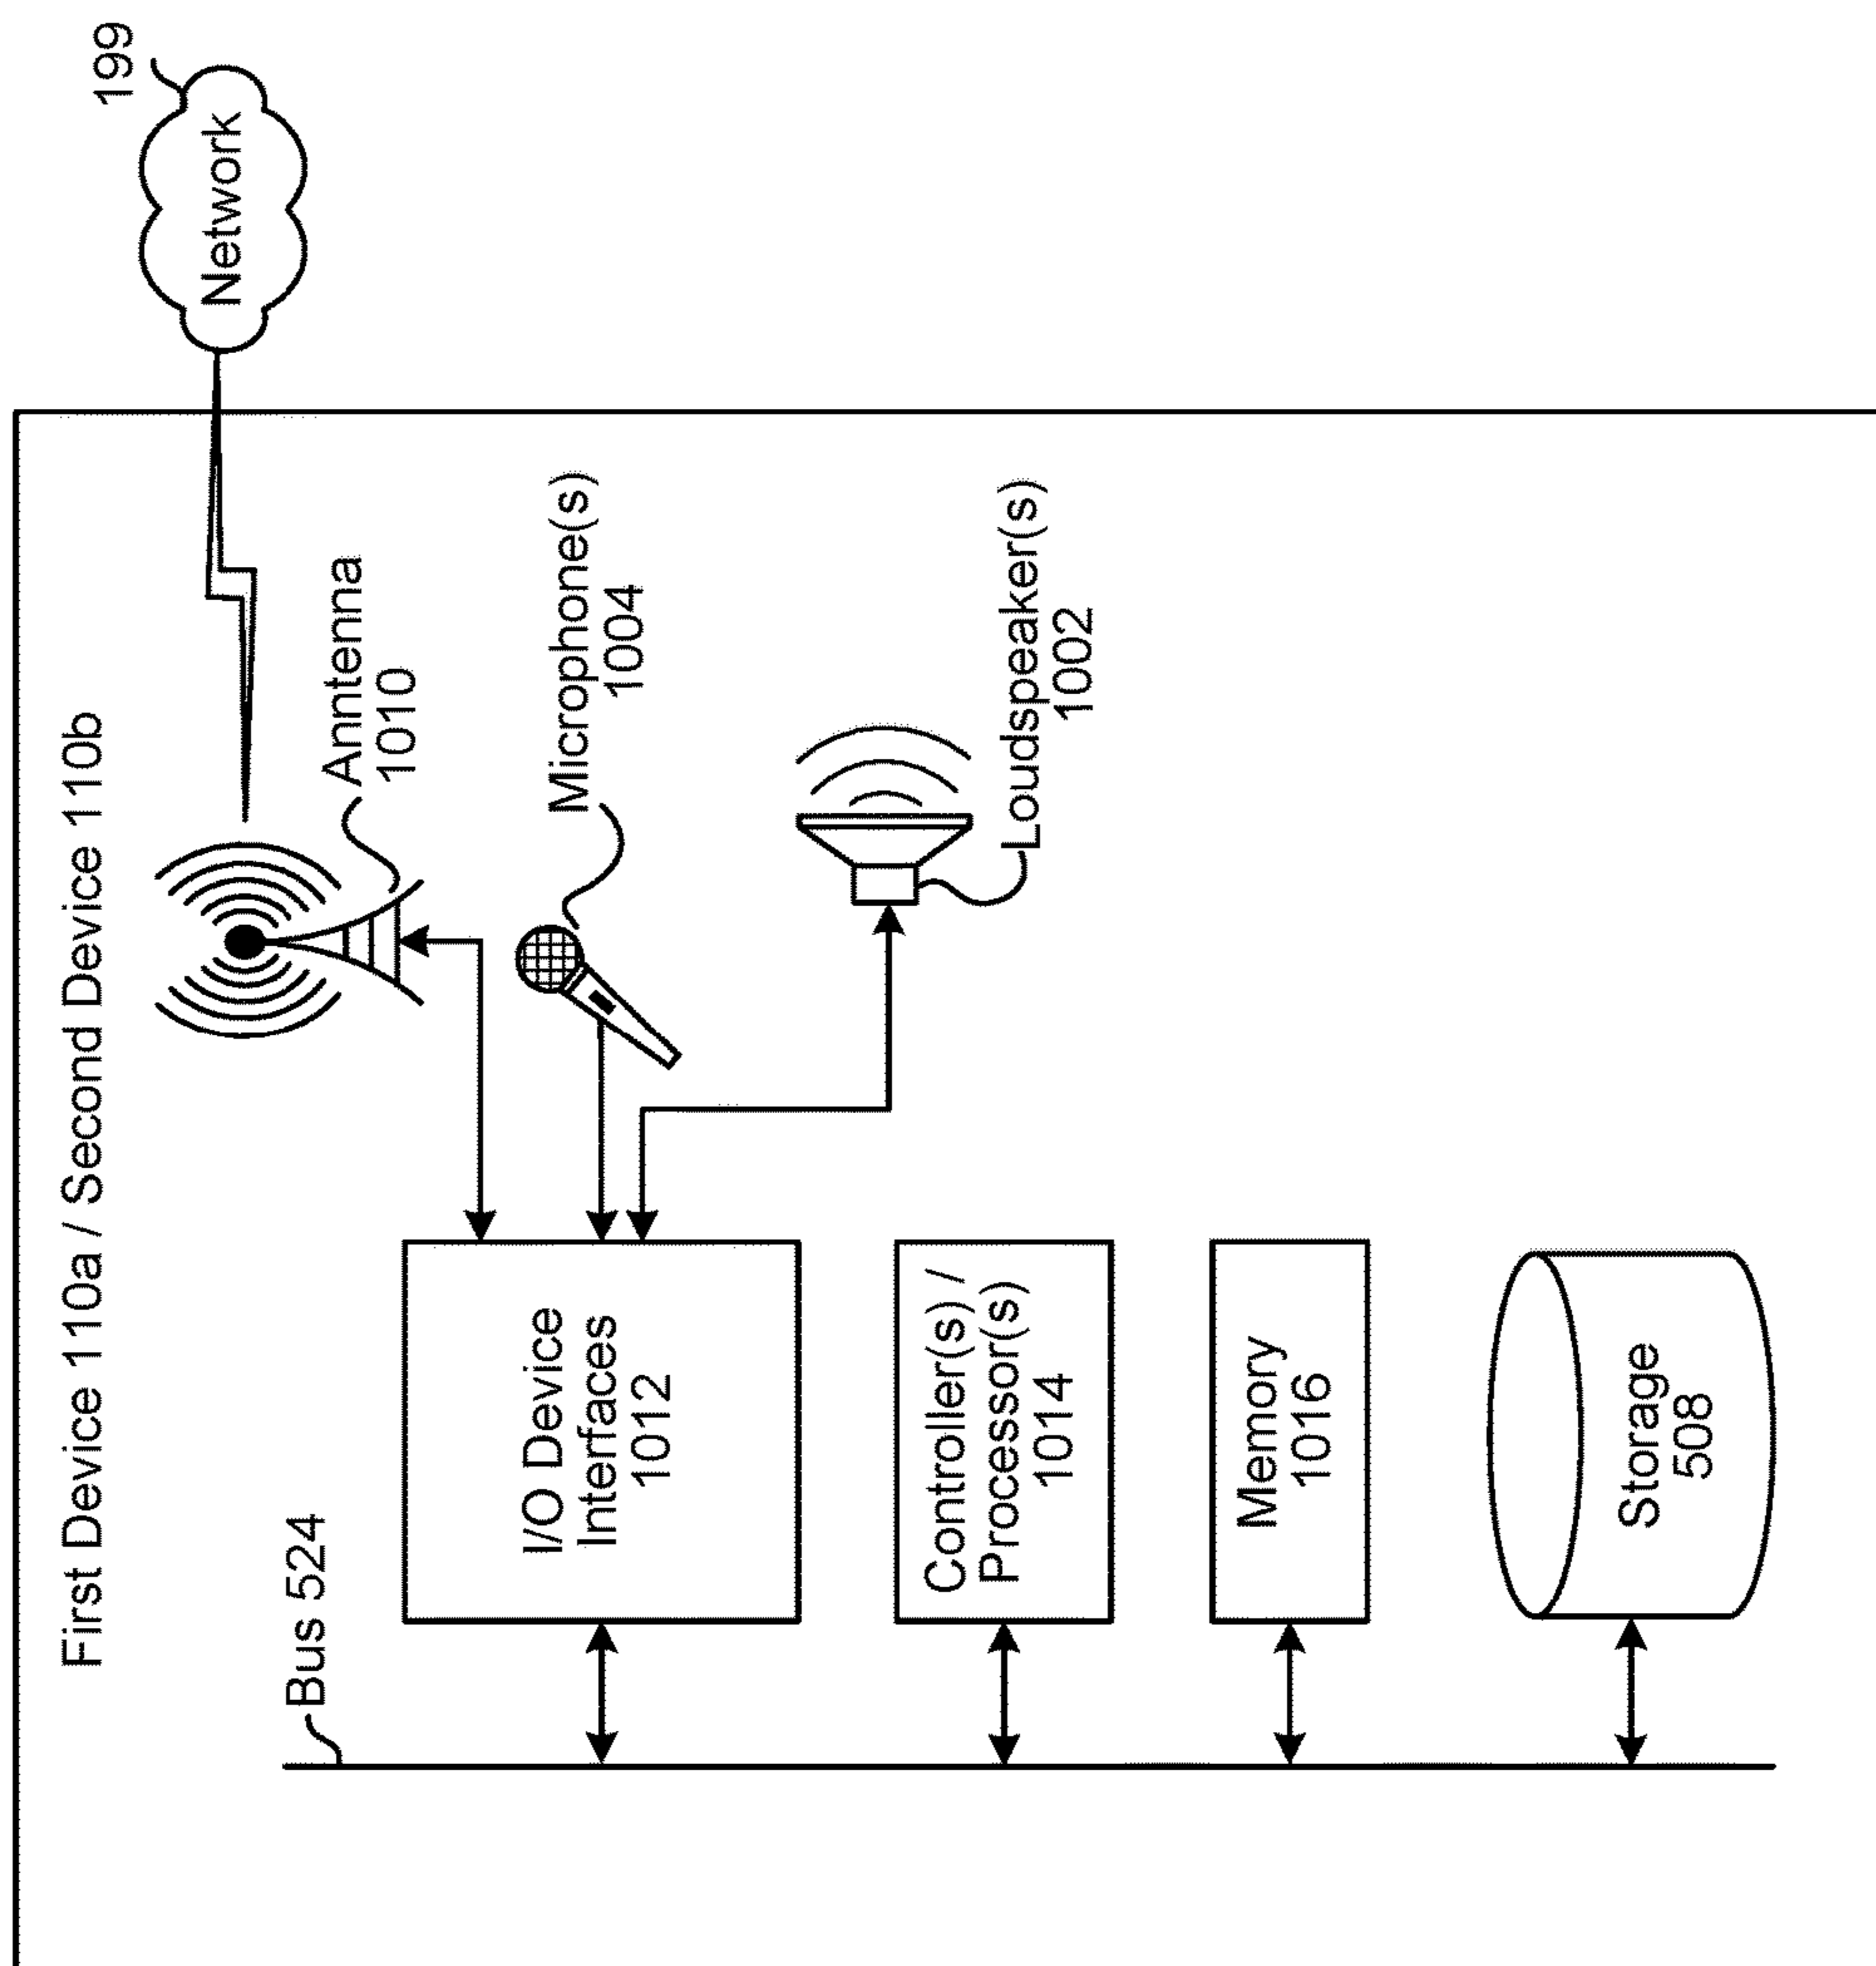 First Device 110a / Second Device 110b
199
Network
Bus 524
Antenna
1010
I/O Device
Interfaces
1012
Microphone(s)
1004
Controller(s) /
Processor(s)
1014
Loudspeaker(s)
1002
Memory
1016
Storage
508